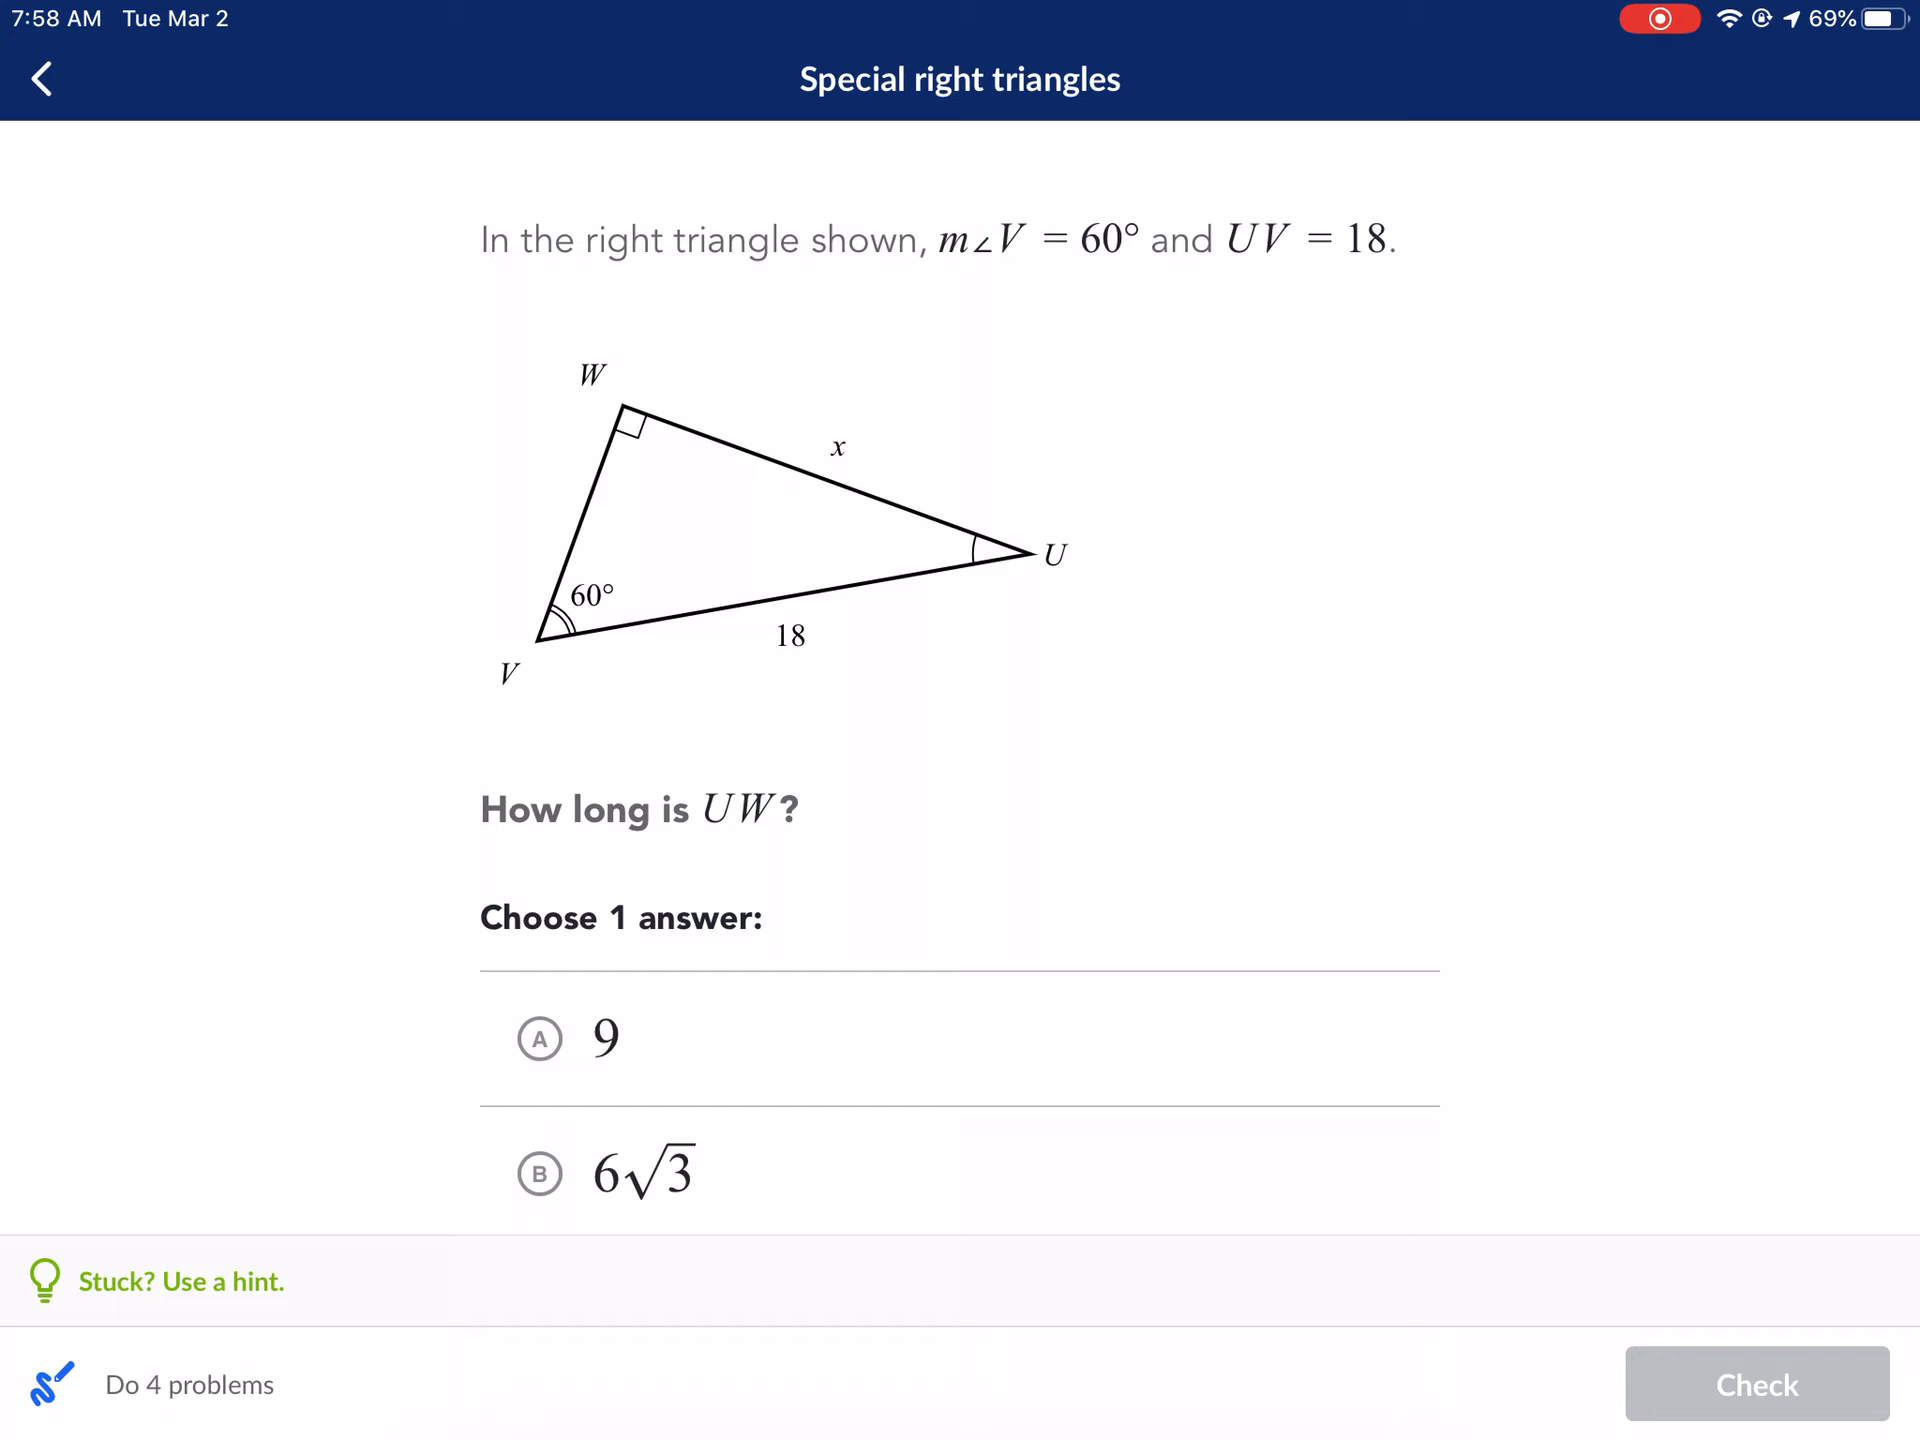 7:58 AM Tue Mar 2
69%
Special right triangles
In the right triangle shown, m∠V = 60° and UV = 18.
W
x
U
60°
18
V
How long is UW?
Choose 1 answer:
A 9
B 6√3
Stuck? Use a hint.
Do 4 problems
Check